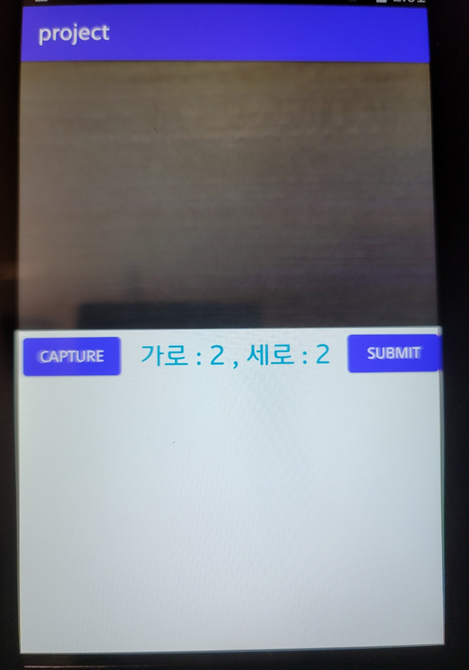 project
CAPTURE 가로 : 2 , 세로 : 2 SUBMIT